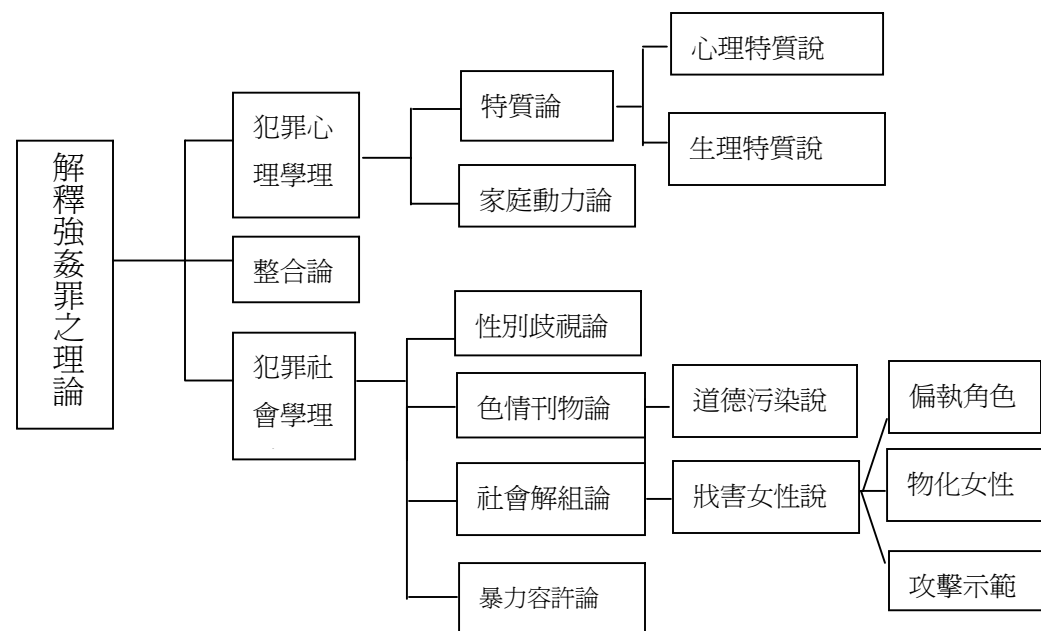 解釋強姦罪之理論
犯罪心
理學理
整合論
犯罪社
會學理
特質論
家庭動力論
心理特質說
生理特質說
性別歧視論
色情刊物論
社會解組論
暴力容許論
道德污染說
戕害女性說
偏執角色
物化女性
攻擊示範